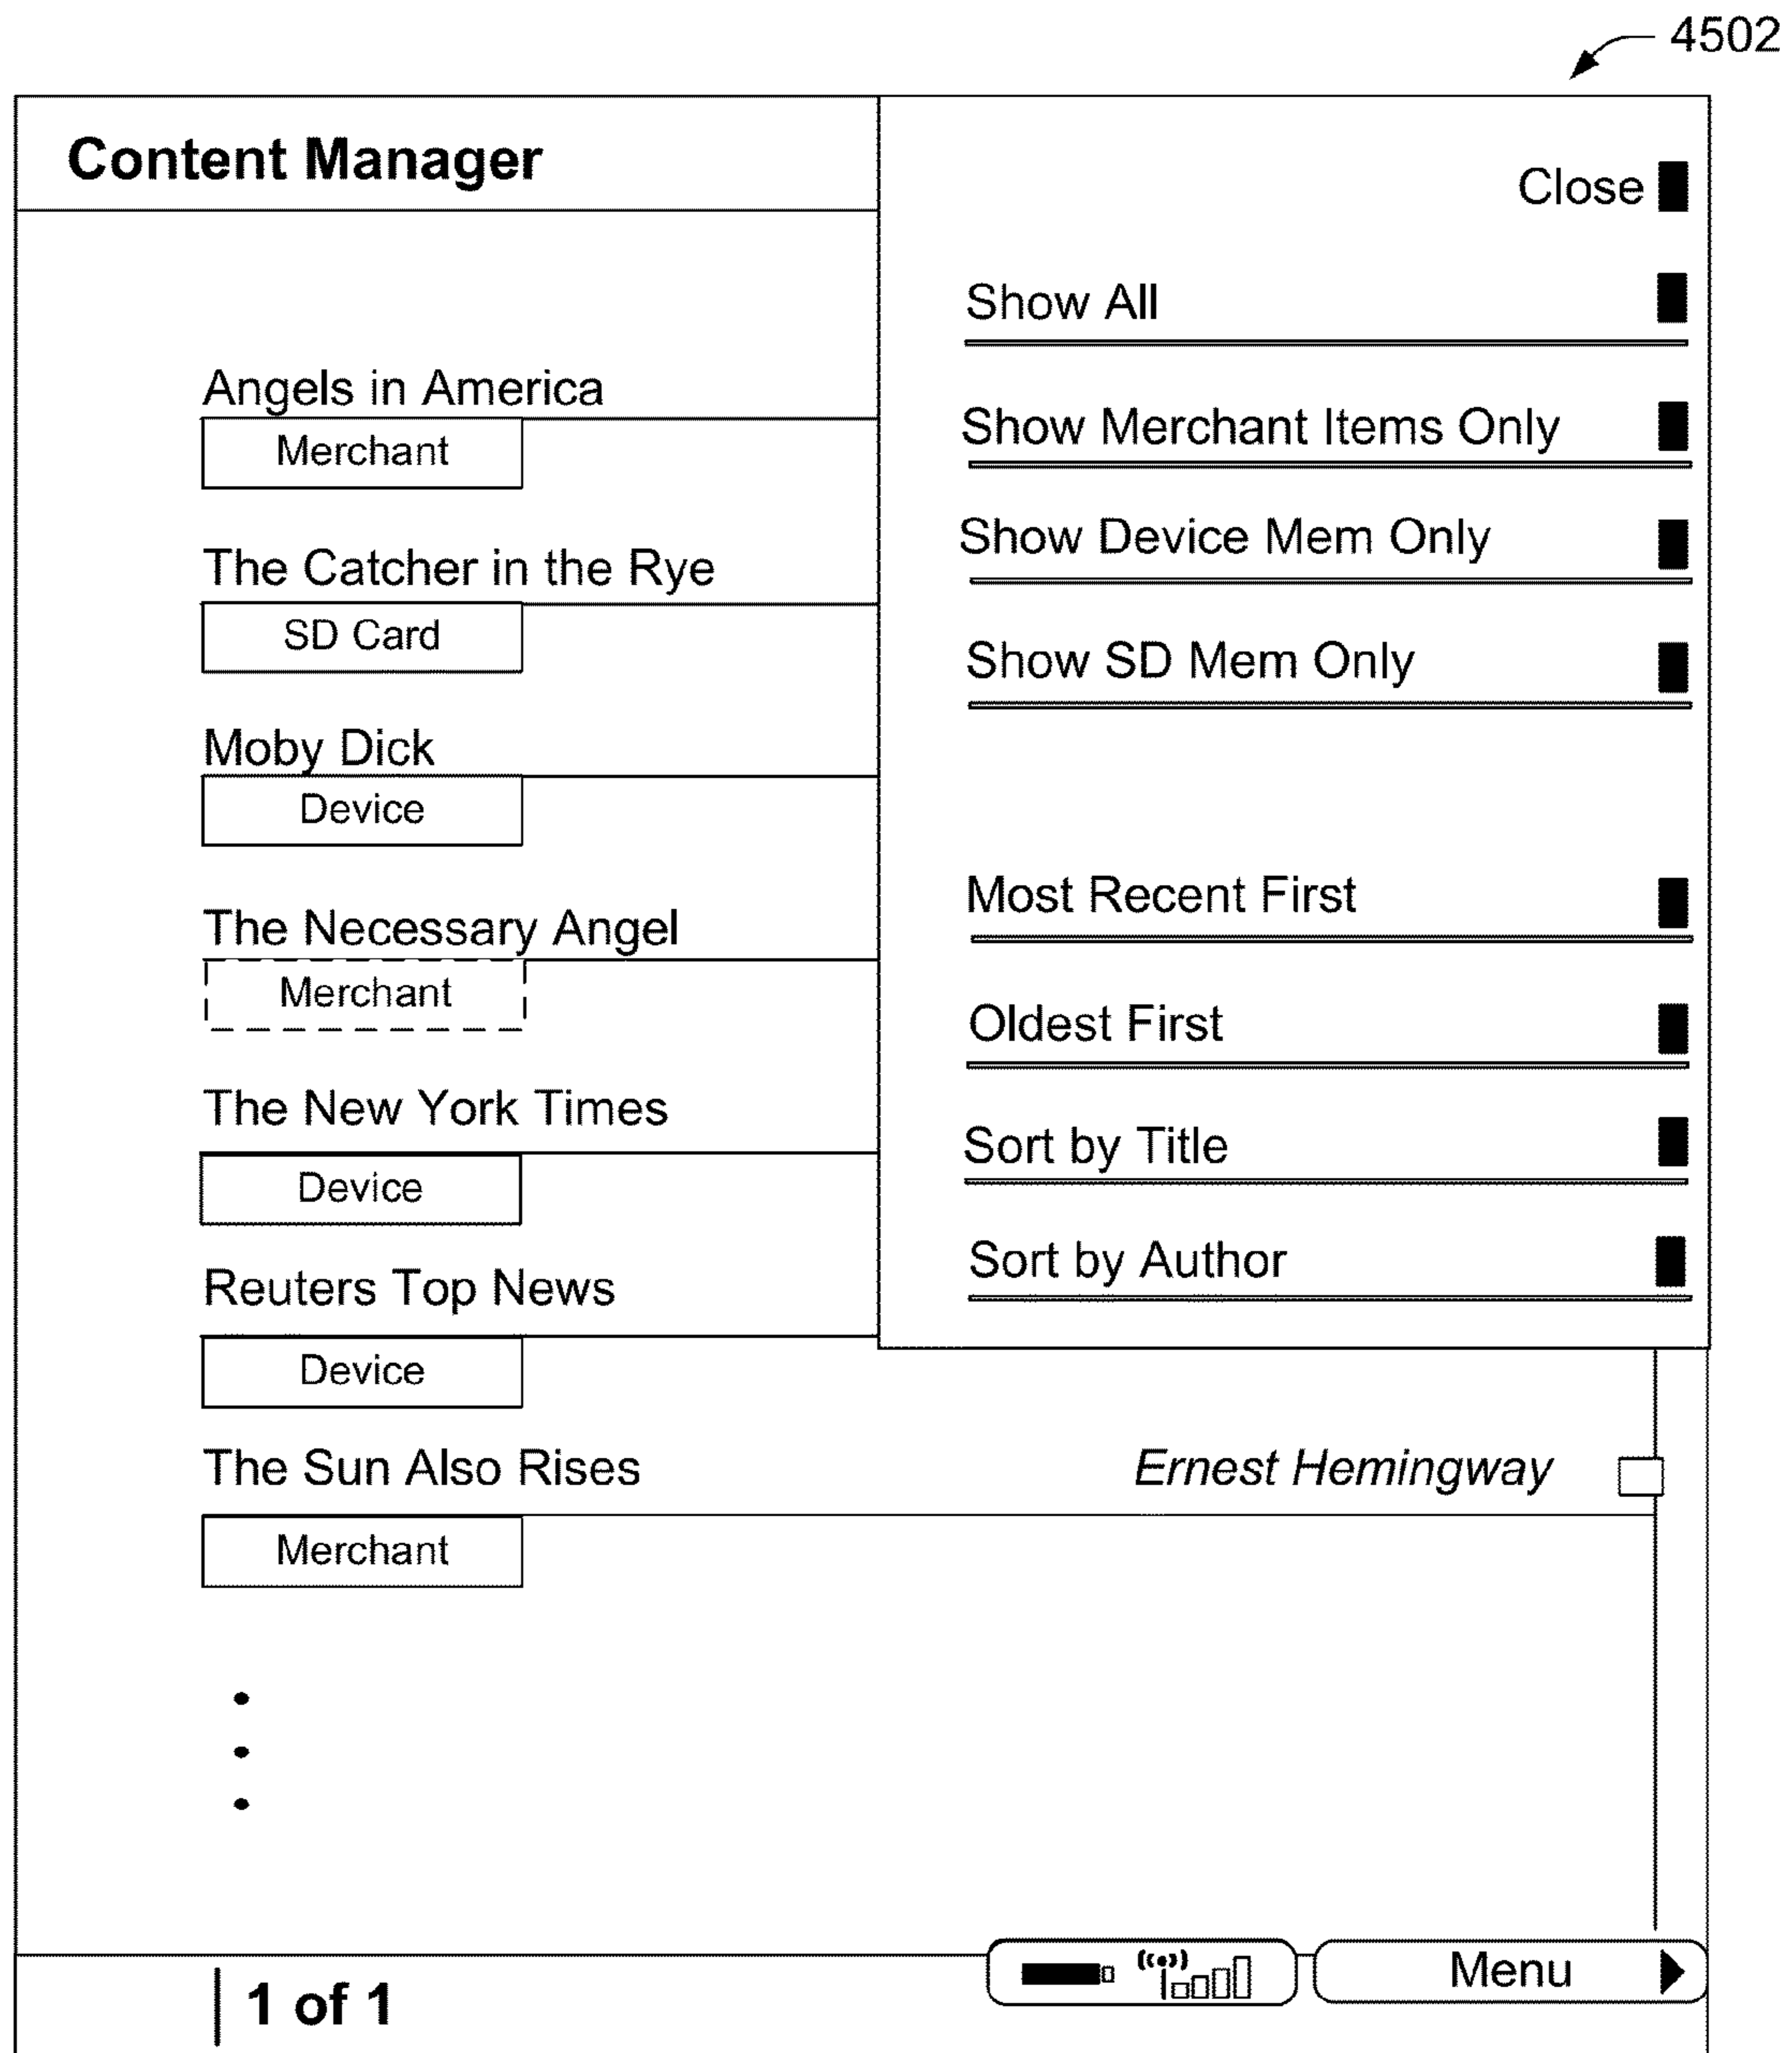 4502
Content Manager
Close
Show All
Angels in America
Merchant
Show Merchant Items Only
Show Device Mem Only
The Catcher in the Rye
SD Card
Show SD Mem Only
Moby Dick
Device
Most Recent First
The Necessary Angel
Merchant
Oldest First
The New York Times
Device
Sort by Title
Sort by Author
Reuters Top News
Device
The Sun Also Rises Ernest Hemingway
Merchant
1 of 1
Menu